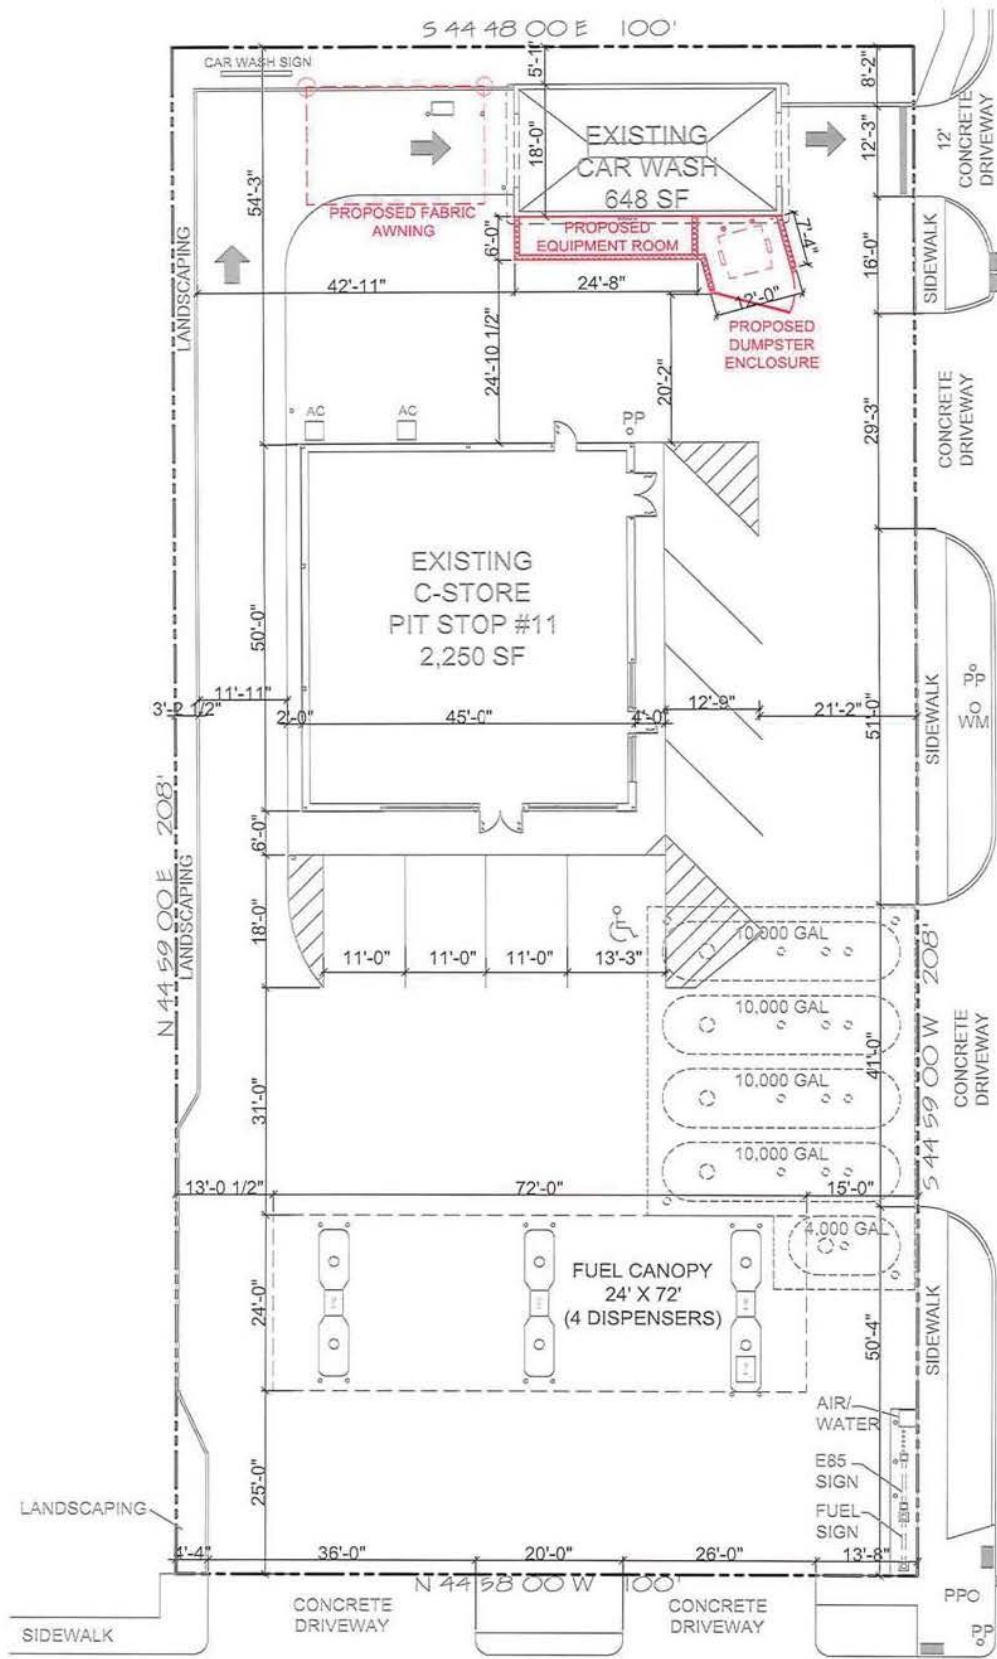 S 44 48 00 E 100'
CAR WASH SIGN
5'-1"
8'-2"
54'-3"
18'-0"
EXISTING
CAR WASH
648 SF
12'-3"
12'
CONCRETE
DRIVEWAY
PROPOSED FABRIC
AWNING
6'-0"
PROPOSED
EQUIPMENT ROOM
7'-4"
LANDSCAPING
16'-0"
SIDEWALK
42'-11"
24'-8"
12'-0"
PROPOSED
DUMPSTER
ENCLOSURE
24'-10 1/2"
20'-2"
29'-3"
CONCRETE
DRIVEWAY
AC
AC
PP
EXISTING
C-STORE
PIT STOP #11
2,250 SF
50'-0"
11'-11"
3'-2 1/2"
2'-0"
45'-0"
4'-0"
12'-9"
21'-2"
51'-0"
SIDEWALK
PP
WM
N 44 59 00 E 208'
LANDSCAPING
6'-0"
18'-0"
11'-0"
11'-0"
11'-0"
13'-3"
10,000 GAL
10,000 GAL
10,000 GAL
10,000 GAL
41'-0"
S 44 59 00 W 208'
CONCRETE
DRIVEWAY
31'-0"
13'-0 1/2"
72'-0"
15'-0"
4,000 GAL
FUEL CANOPY
24' X 72'
(4 DISPENSERS)
24'-0"
50'-4"
SIDEWALK
AIR/
WATER
E85
SIGN
FUEL
SIGN
25'-0"
LANDSCAPING
4'-4"
36'-0"
20'-0"
26'-0"
13'-8"
N 44 58 00 W 100'
CONCRETE
DRIVEWAY
CONCRETE
DRIVEWAY
SIDEWALK
PPO
PP